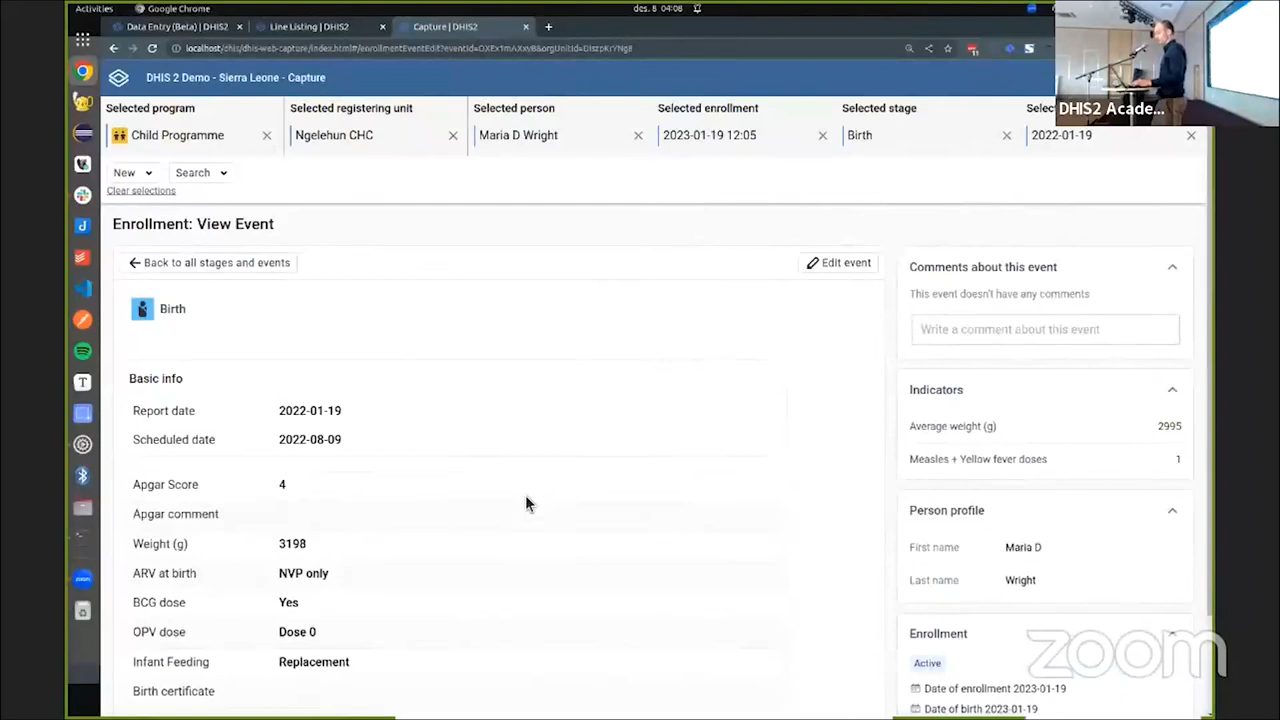 Activities Google Chrome des. 8 04:08
Data Entry (Beta) | DHIS2 × Line Listing | DHIS2 × Capture | DHIS2 × +
DHIS 2 Demo - Sierra Leone - Capture
DHIS2 Acade...
Selected program Selected registering unit Selected person Selected enrollment Selected stage
Child Programme Ngelehun CHC Maria D Wright 2023-01-19 12:05 Birth 2022-01-19
New Search
Clear selections
Enrollment: View Event
Back to all stages and events Edit event
Birth
Basic info
Report date 2022-01-19
Scheduled date 2022-08-09
Apgar Score 4
Apgar comment
Weight (g) 3198
ARV at birth NVP only
BCG dose Yes
OPV dose Dose 0
Infant Feeding Replacement
Birth certificate
Comments about this event
This event doesn't have any comments
Write a comment about this event
Indicators
Average weight (g) 2995
Measles + Yellow fever doses 1
Person profile
First name Maria D
Last name Wright
Enrollment
Active
Date of enrollment 2023-01-19
Date of birth 2023-01-19
zoom